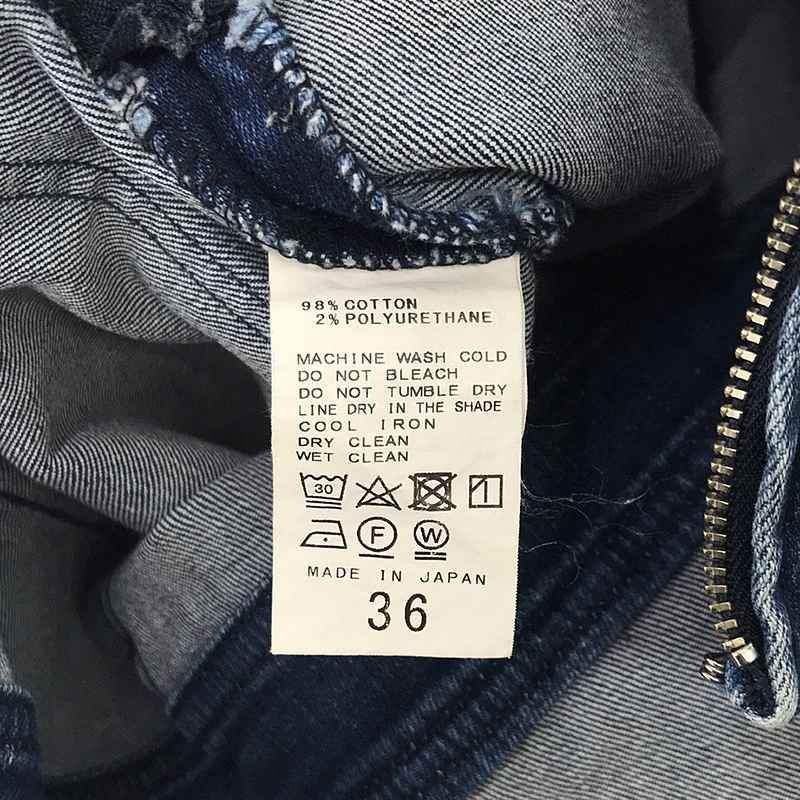 98% COTTON
2% POLYURETHANE
MACHINE WASH COLD
DO NOT BLEACH
DO NOT TUMBLE DRY
LINE DRY IN THE SHADE
COOL IRON
DRY CLEAN
WET CLEAN
30
F W
MADE IN JAPAN
36